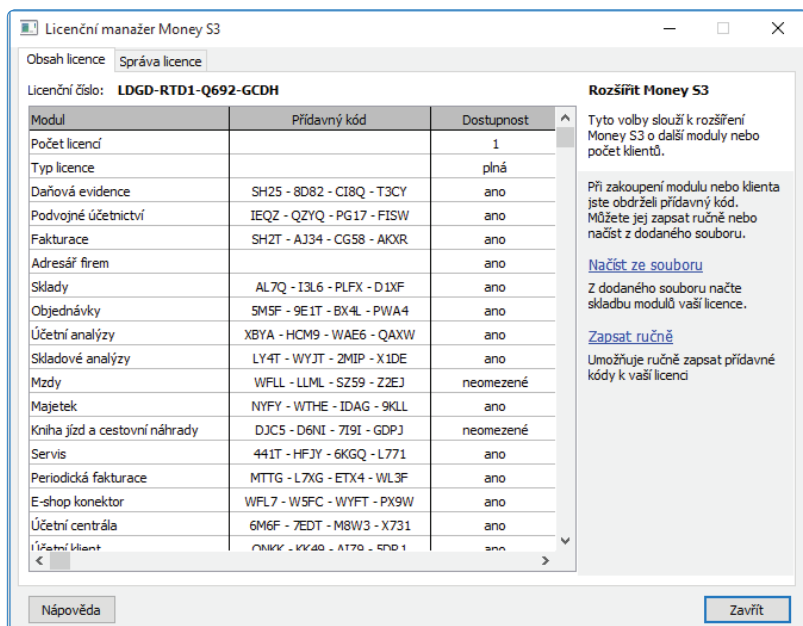 Licenční manažer Money S3
Obsah licence Správa licence
Licenční číslo: LDGD-RTD1-Q692-GCDH
Modul Přídavný kód Dostupnost
Počet licencí 1
Typ licence plná
Daňová evidence SH25 - 8D82 - CI8Q - T3CY ano
Podvojné účetnictví IEQZ - QZYQ - PG17 - FISW ano
Fakturace SH2T - AJ34 - CG58 - AKXR ano
Adresář firem ano
Sklady AL7Q - I3L6 - PLFX - D1XF ano
Objednávky 5M5F - 9E1T - BX4L - PWA4 ano
Účetní analýzy XBYA - HCM9 - WAE6 - QAXW ano
Skladové analýzy LY4T - WYJT - 2MIP - X1DE ano
Mzdy WFLL - LLML - SZ59 - Z2EJ neomezené
Majetek NYFY - WTHE - IDAG - 9KLL ano
Kniha jízd a cestovní náhrady DJC5 - D6NI - 7I9I - GDPJ neomezené
Servis 441T - HFJY - 6KGQ - L771 ano
Periodická fakturace MTTG - L7XG - ETX4 - WL3F ano
E-shop konektor WFL7 - W5FC - WYFT - PX9W ano
Účetní centrála 6M6F - 7EDT - M8W3 - X731 ano
Účetní klient QNKK - KK49 - AIZ9 - 5DP1 ano
Rozšířit Money S3
Tyto volby slouží k rozšíření
Money S3 o další moduly nebo
počet klientů.
Při zakoupení modulu nebo klienta
jste obdrželi přídavný kód.
Můžete jej zapsat ručně nebo
načíst z dodaného souboru.
Načíst ze souboru
Z dodaného souboru načte
skladbu modulů vaší licence.
Zapsat ručně
Umožňuje ručně zapsat přídavné
kódy k vaší licenci
Nápověda Zavřít